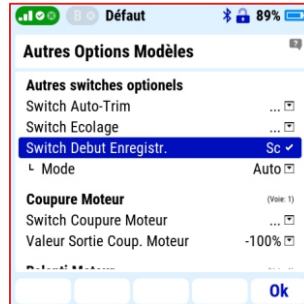 B Défaut 89%
Autres Options Modèles
Autres switches optionels
Switch Auto-Trim ...
Switch Ecolage ...
Switch Debut Enregistr. Sc
Mode Auto
Coupure Moteur (Voie: 1)
Switch Coupure Moteur ...
Valeur Sortie Coup. Moteur -100%
Ok